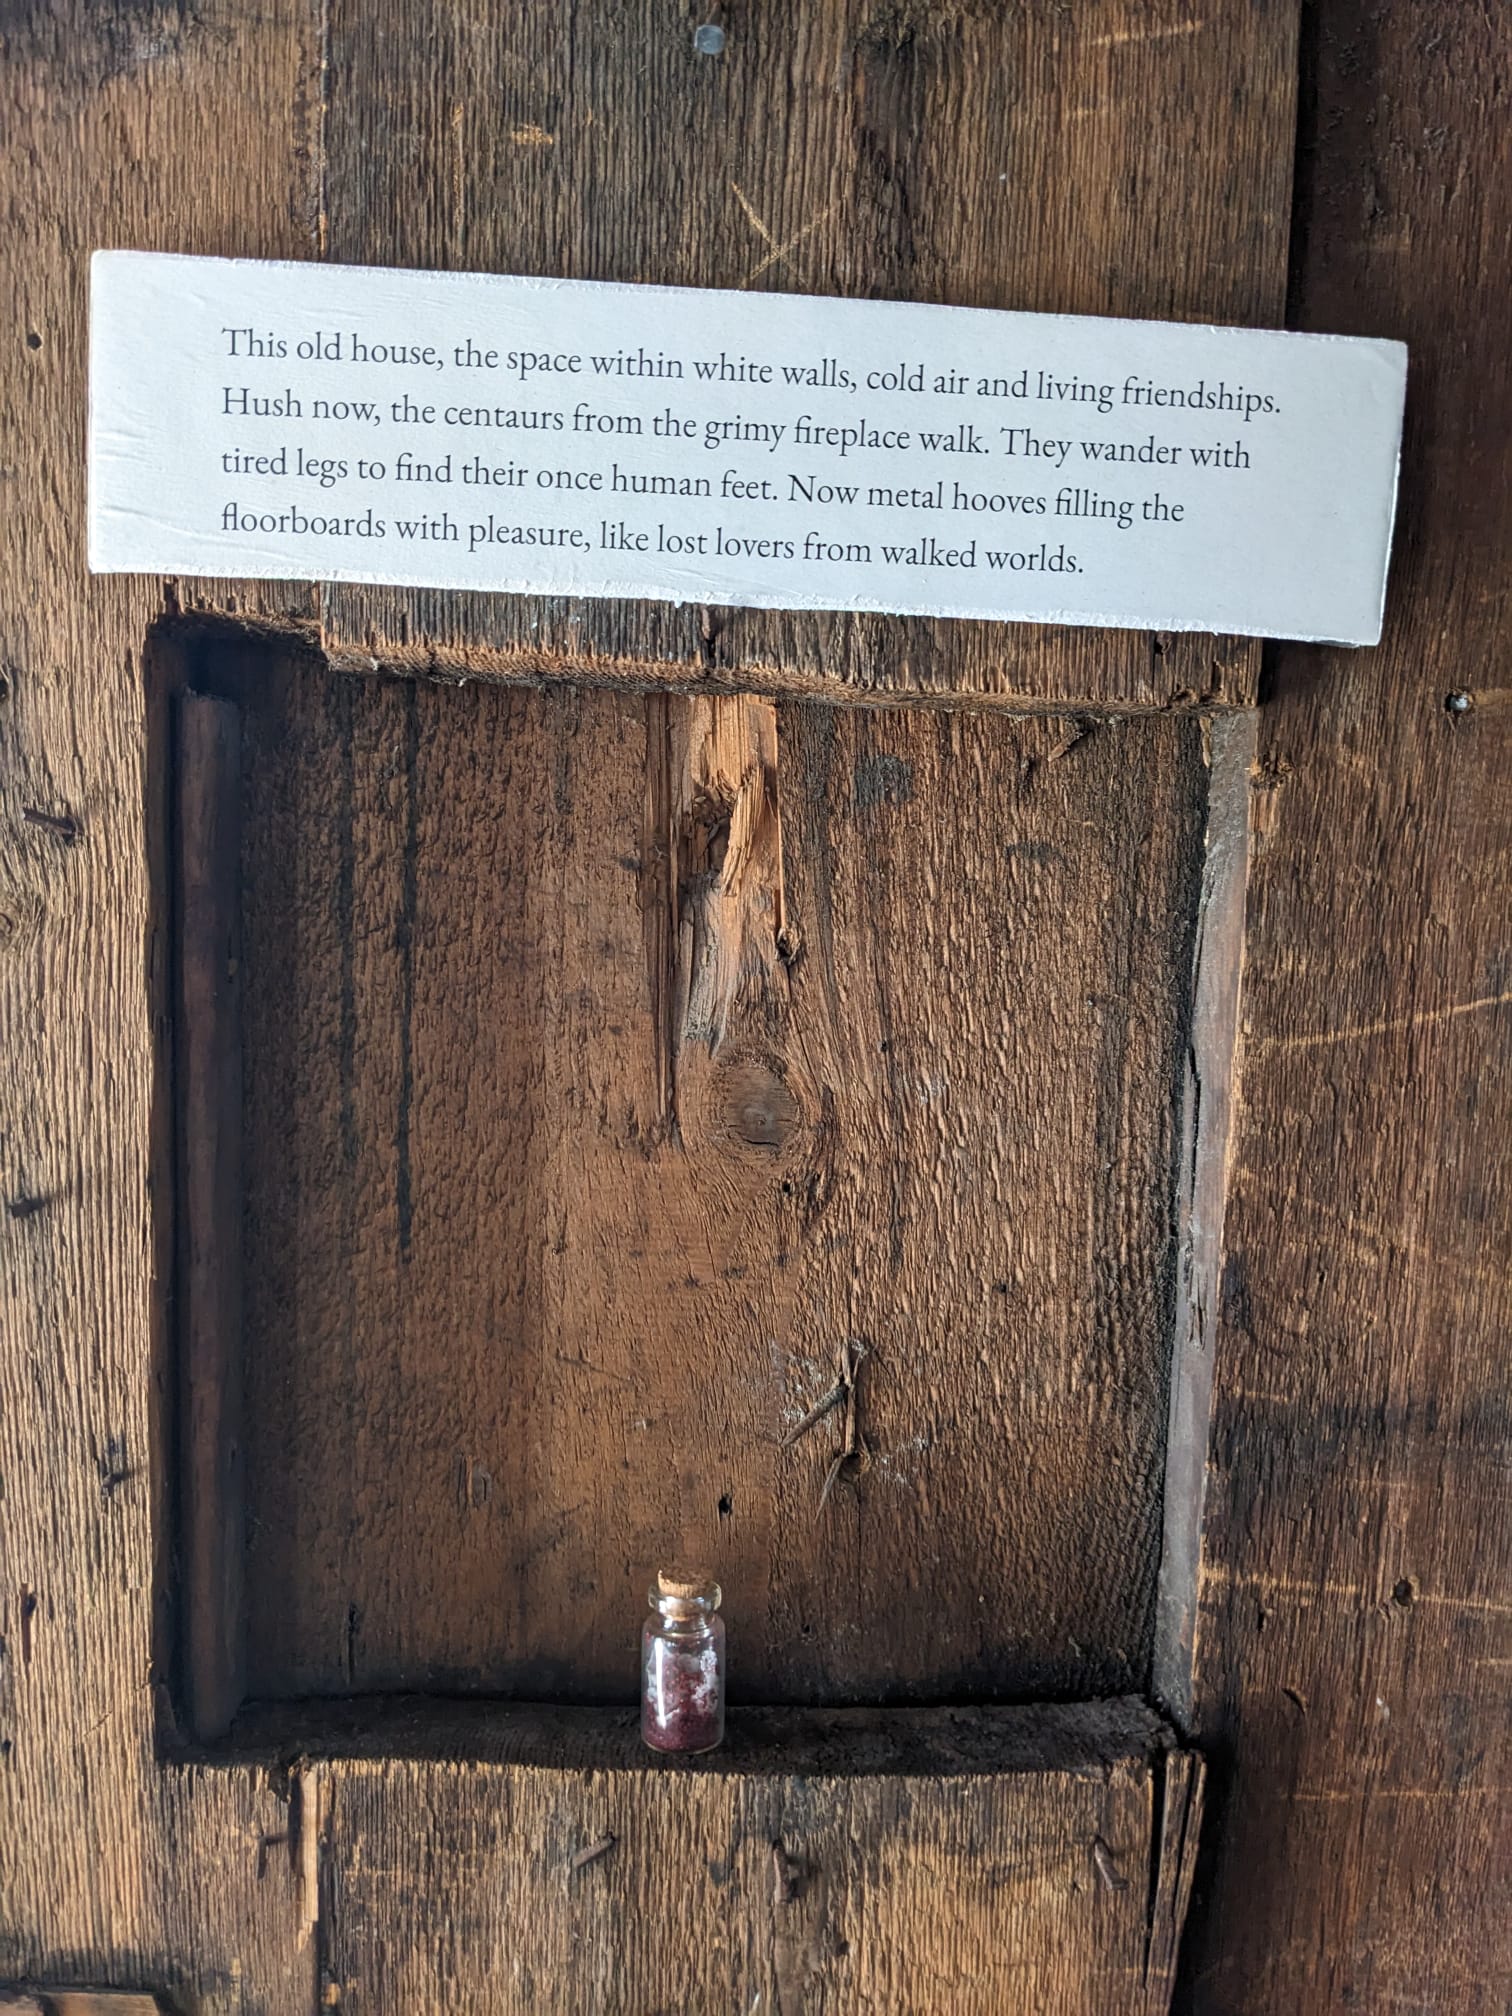 This old house, the space within white walls, cold air and living friendships.
Hush now, the centaurs from the grimy fireplace walk. They wander with
tired legs to find their once human feet. Now metal hooves filling the
floorboards with pleasure, like lost lovers from walked worlds.